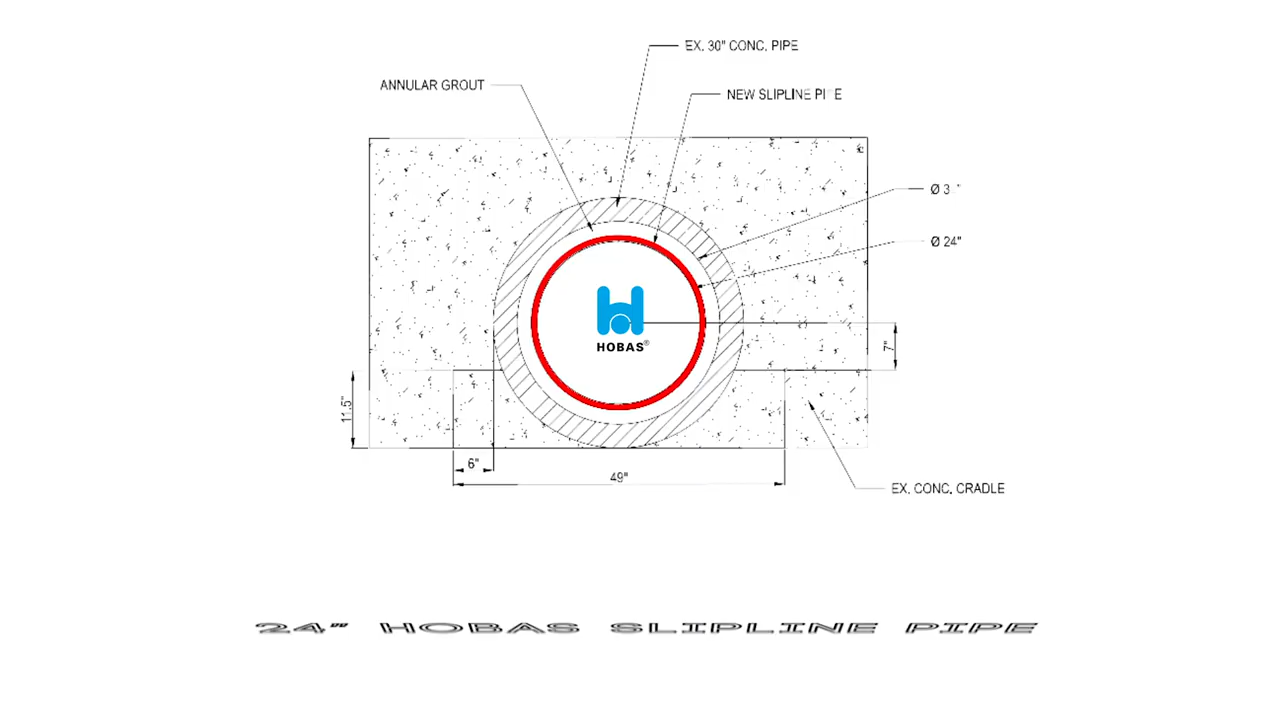 EX. 30" CONC. PIPE
ANNULAR GROUT
NEW SLIPLINE
Ø 24"
HOBAS®
7"
11.5"
6"
49"
EX. CONC. CRADLE
24" HOBAS SLIPLINE PIPE